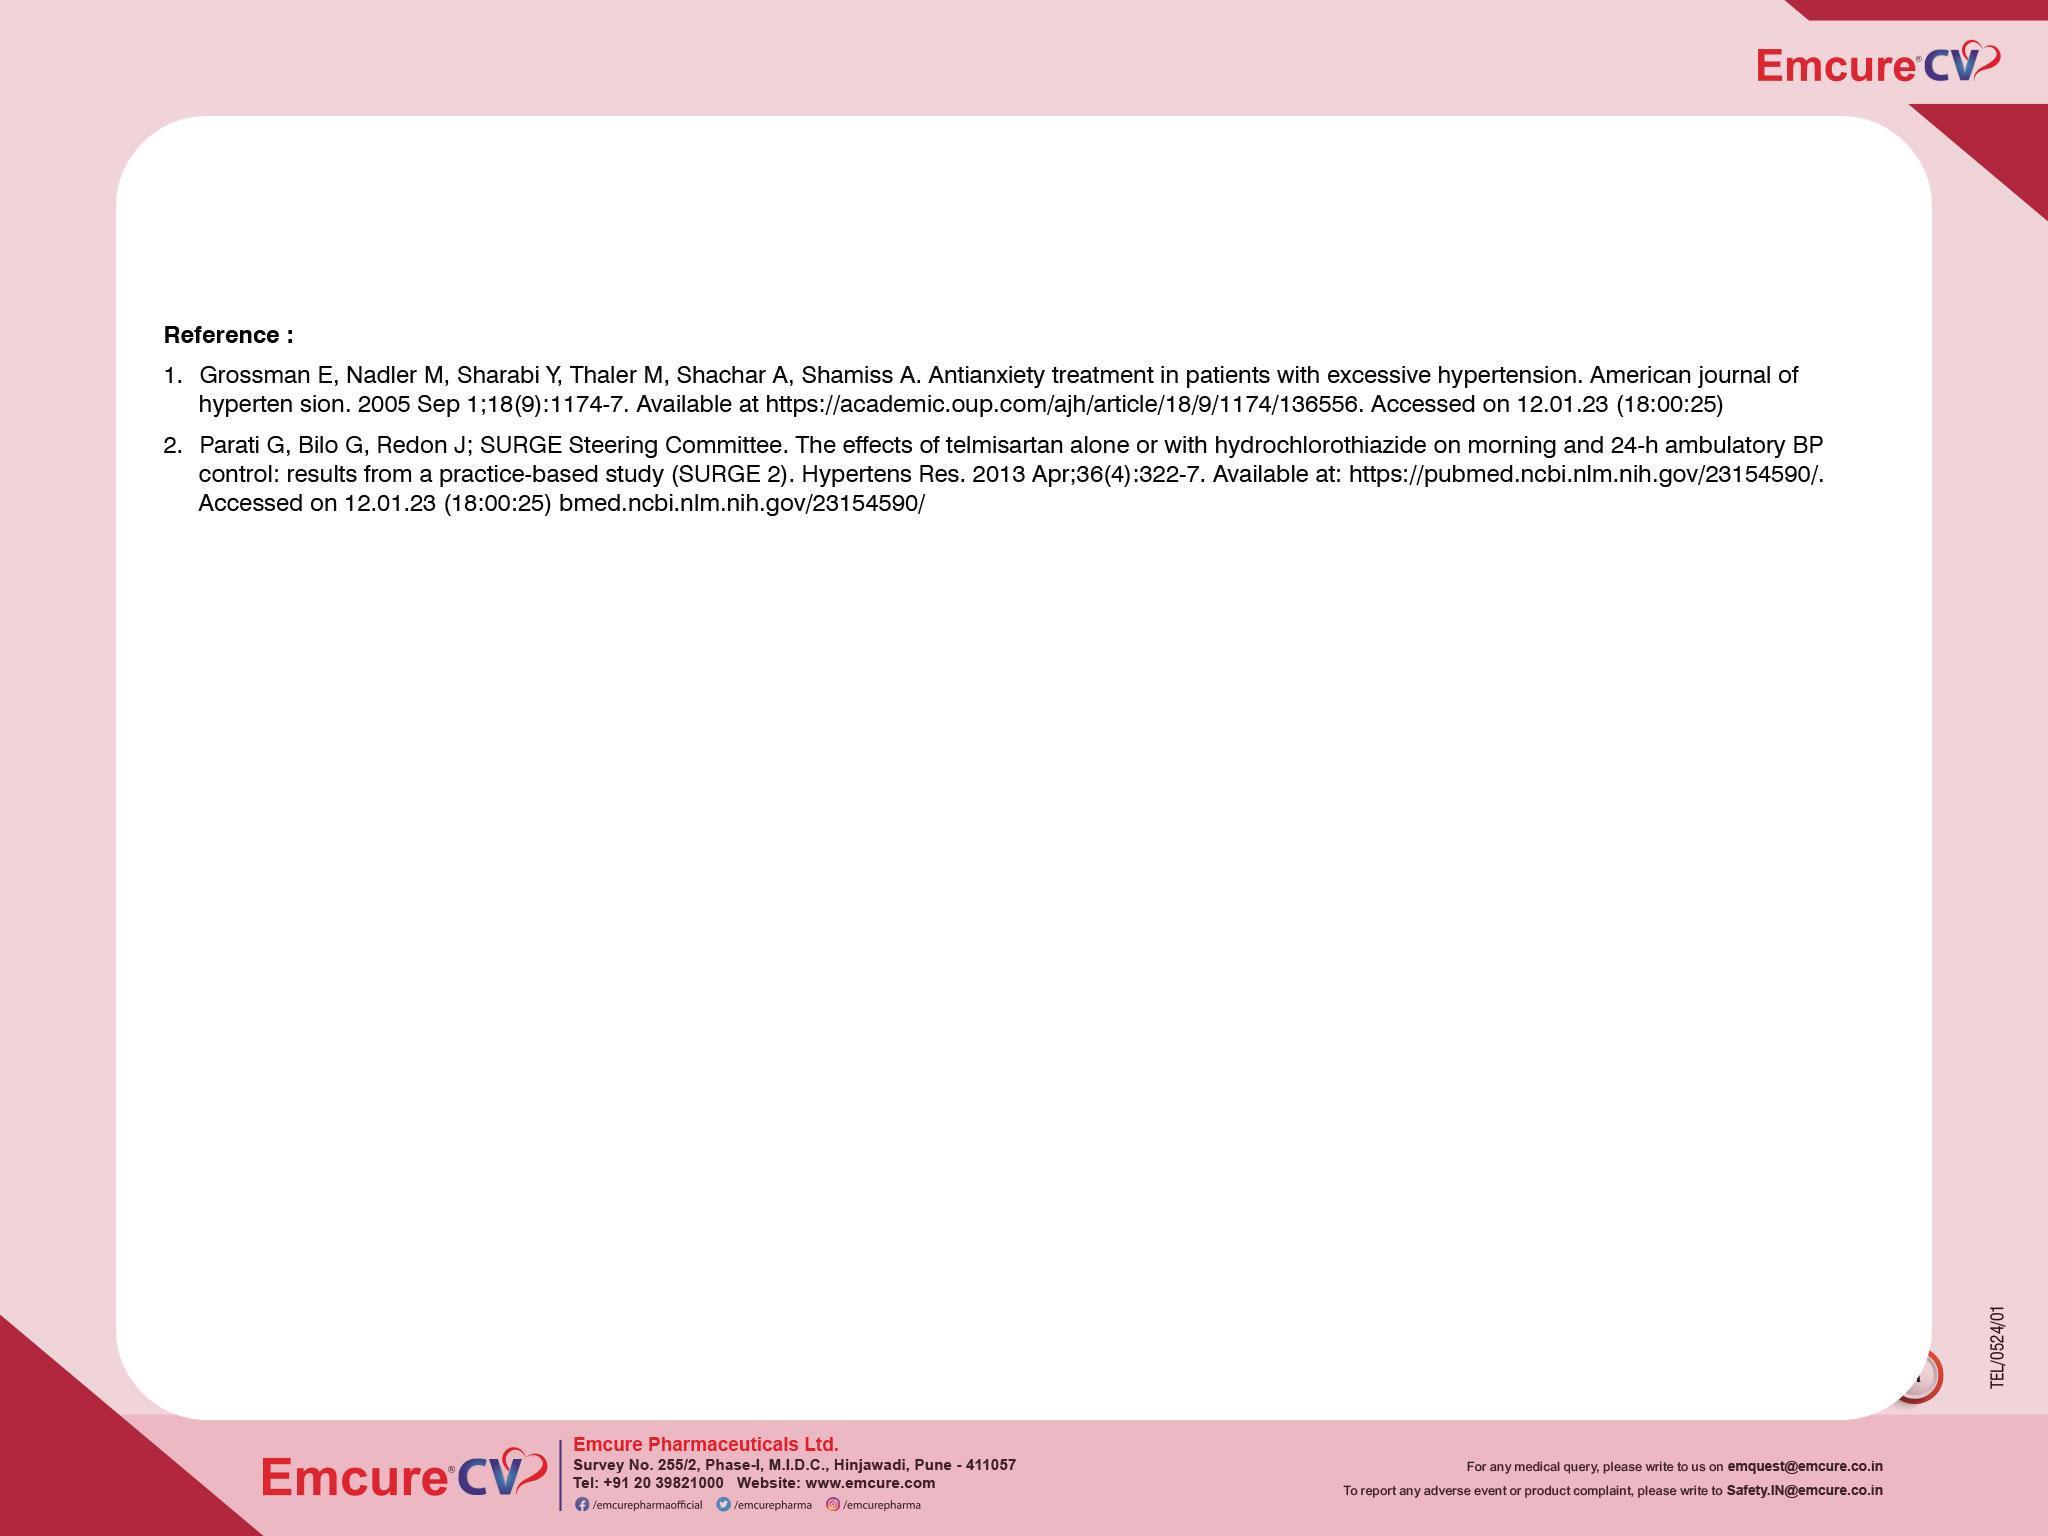 Emcure® CV
Reference :
1. Grossman E, Nadler M, Sharabi Y, Thaler M, Shachar A, Shamiss A. Antianxiety treatment in patients with excessive hypertension. American journal of
hyperten sion. 2005 Sep 1;18(9):1174-7. Available at https://academic.oup.com/ajh/article/18/9/1174/136556. Accessed on 12.01.23 (18:00:25)
2. Parati G, Bilo G, Redon J; SURGE Steering Committee. The effects of telmisartan alone or with hydrochlorothiazide on morning and 24-h ambulatory BP
control: results from a practice-based study (SURGE 2). Hypertens Res. 2013 Apr;36(4):322-7. Available at: https://pubmed.ncbi.nlm.nih.gov/23154590/.
Accessed on 12.01.23 (18:00:25) bmed.ncbi.nlm.nih.gov/23154590/
TEL/0524/01
Emcure® CV
Emcure Pharmaceuticals Ltd.
Survey No. 255/2, Phase-I, M.I.D.C., Hinjawadi, Pune - 411057
Tel: +91 20 39821000 Website: www.emcure.com
/emcurepharmaofficial /emcurepharma /emcurepharma
For any medical query, please write to us on emquest@emcure.co.in
To report any adverse event or product complaint, please write to Safety.IN@emcure.co.in